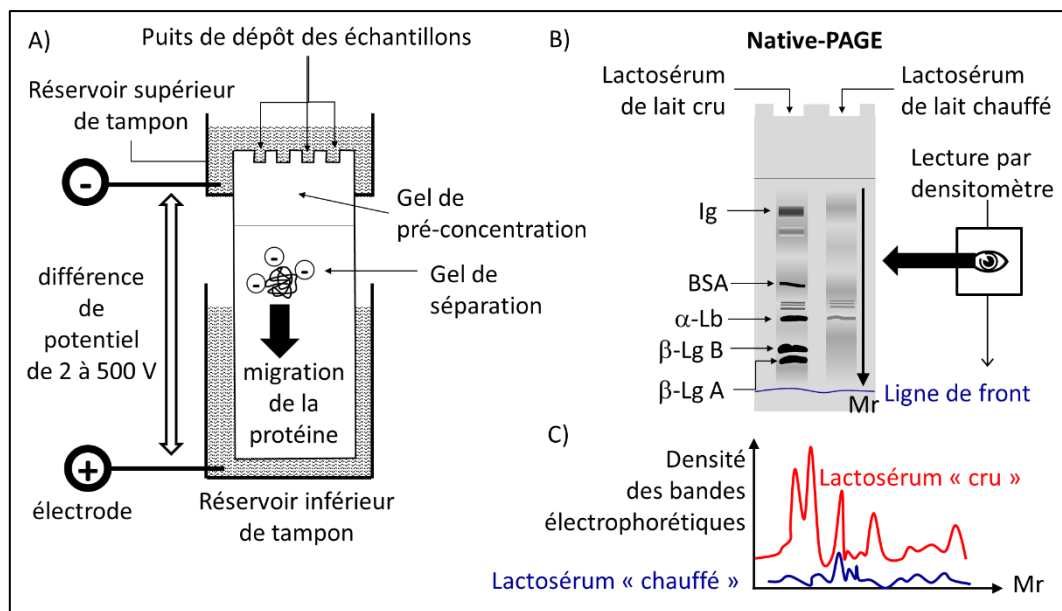 A)
Puits de dépôt des échantillons
Réservoir supérieur
de tampon
-
Gel de
pré-concentration
-
-
-
Gel de
séparation
différence
de
potentiel
de 2 à 500 V
migration
de la
protéine
+
électrode
Réservoir inférieur
de tampon
B)
Native-PAGE
Lactosérum
de lait cru
Lactosérum
de lait chauffé
Lecture par
densitomètre
Ig
BSA
α-Lb
β-Lg B
β-Lg A
Mr
Ligne de front
C)
Densité
des bandes
électrophorétiques
Lactosérum « cru »
Lactosérum « chauffé »
Mr